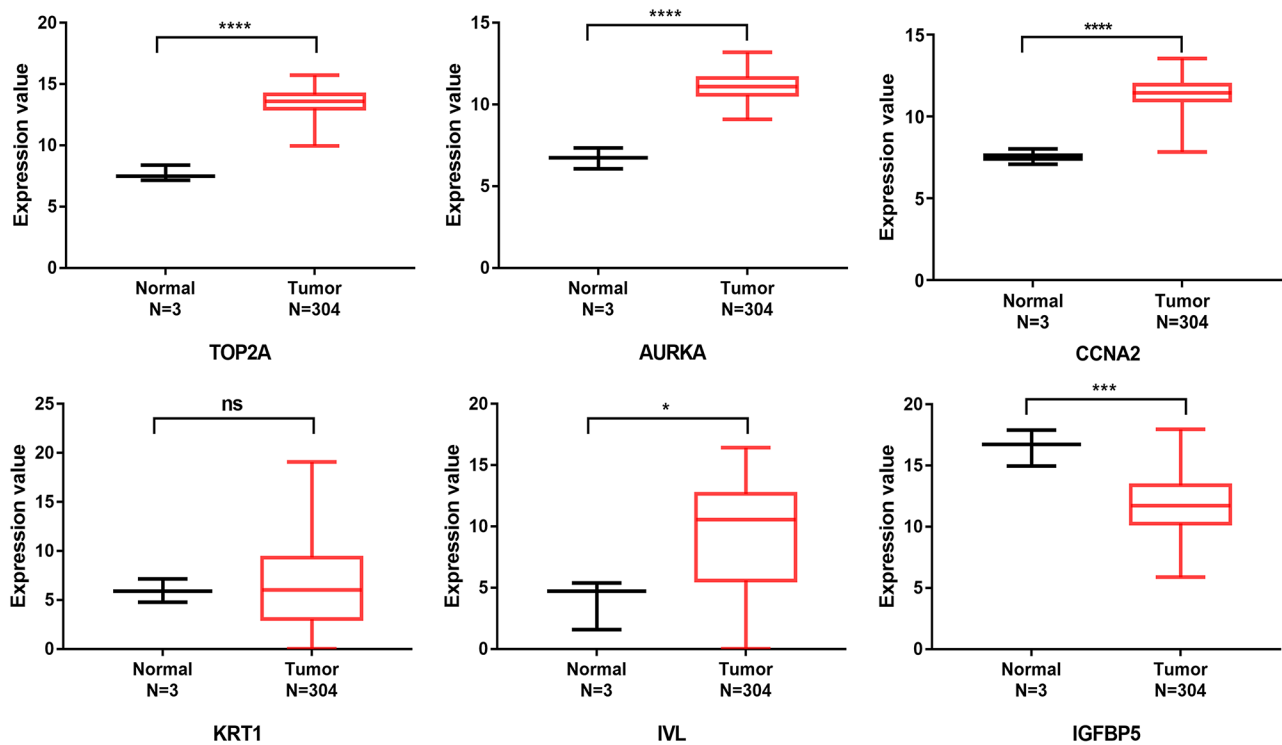 ****
Expression value
20
15
10
5
0
Normal
N=3
Tumor
N=304
TOP2A
****
Expression value
15
10
5
0
Normal
N=3
Tumor
N=304
AURKA
****
Expression value
15
10
5
0
Normal
N=3
Tumor
N=304
CCNA2
ns
Expression value
25
20
15
10
5
0
Normal
N=3
Tumor
N=304
KRT1
*
Expression value
20
15
10
5
0
Normal
N=3
Tumor
N=304
IVL
***
Expression value
20
15
10
5
0
Normal
N=3
Tumor
N=304
IGFBP5